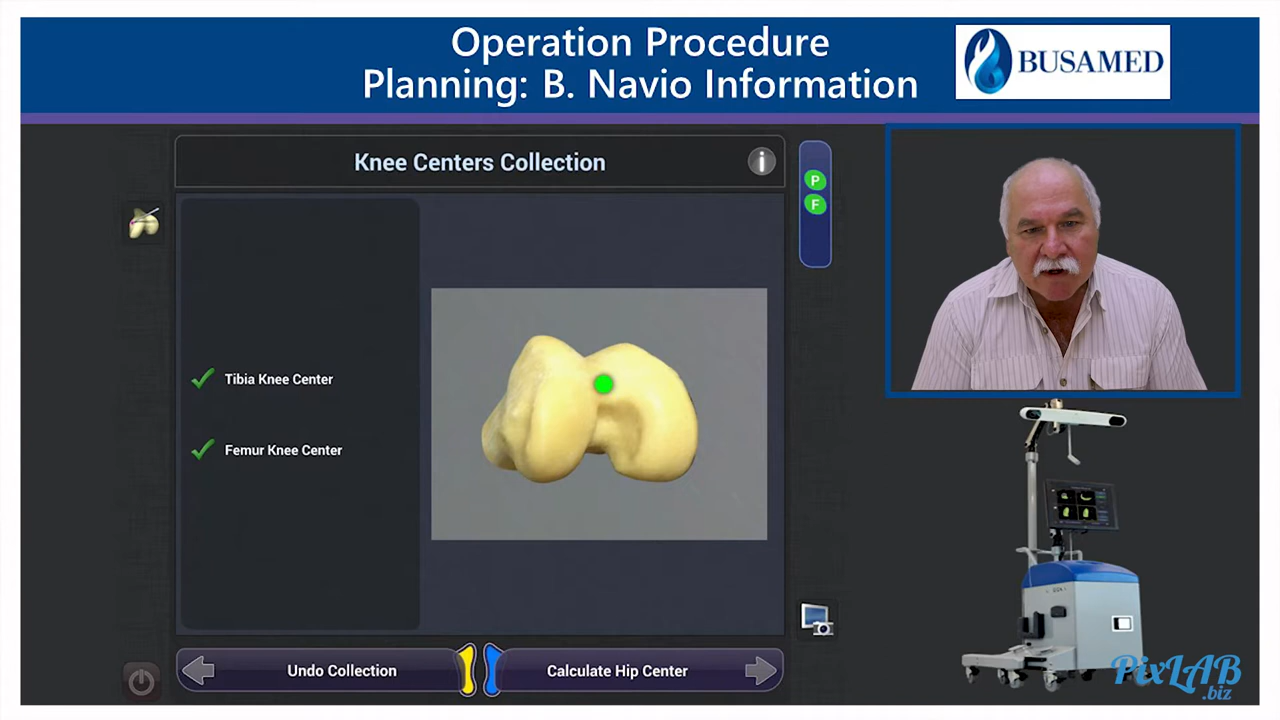 Operation Procedure
Planning: B. Navio Information
BUSAMED
Knee Centers Collection
i
P
F
Tibia Knee Center
Femur Knee Center
Undo Collection
Calculate Hip Center
PixLAB
.biz